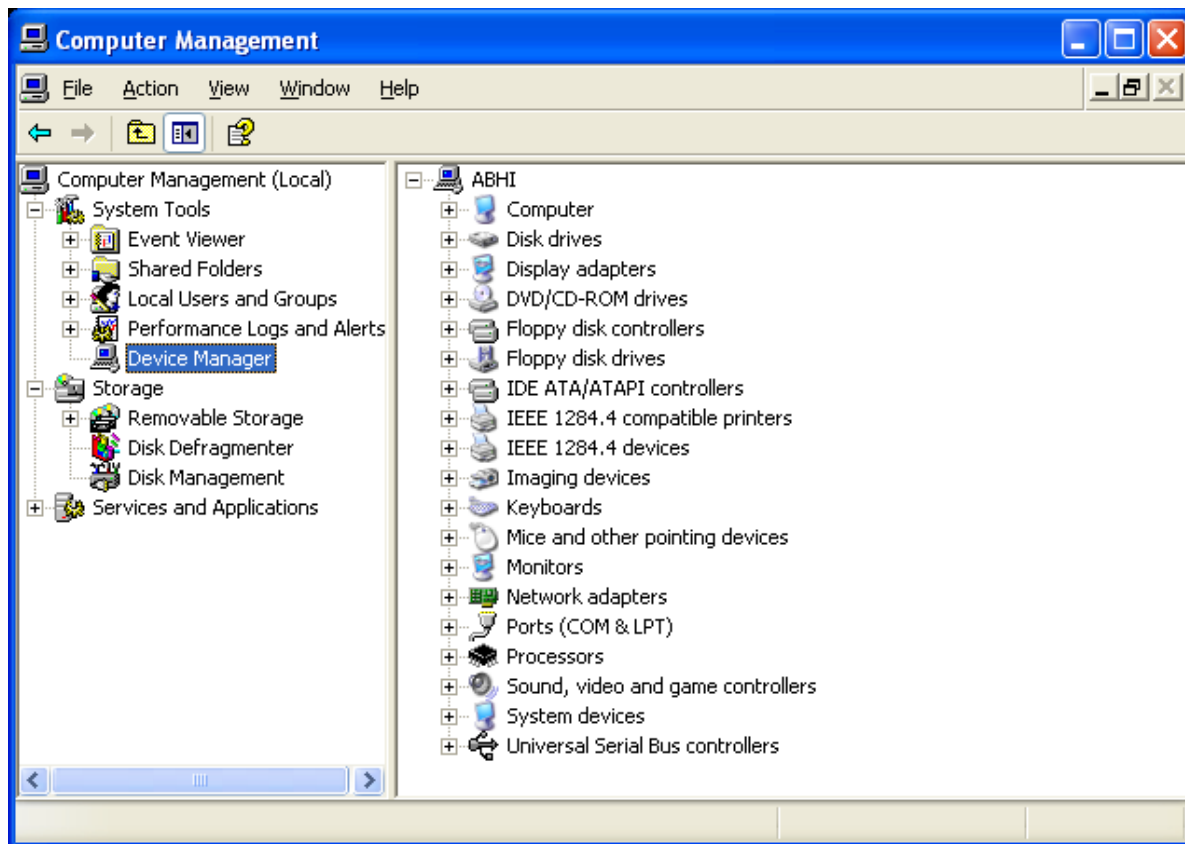 Computer Management
File Action View Window Help
Computer Management (Local)
System Tools
Event Viewer
Shared Folders
Local Users and Groups
Performance Logs and Alerts
Device Manager
Storage
Removable Storage
Disk Defragmenter
Disk Management
Services and Applications
ABHI
Computer
Disk drives
Display adapters
DVD/CD-ROM drives
Floppy disk controllers
Floppy disk drives
IDE ATA/ATAPI controllers
IEEE 1284.4 compatible printers
IEEE 1284.4 devices
Imaging devices
Keyboards
Mice and other pointing devices
Monitors
Network adapters
Ports (COM & LPT)
Processors
Sound, video and game controllers
System devices
Universal Serial Bus controllers